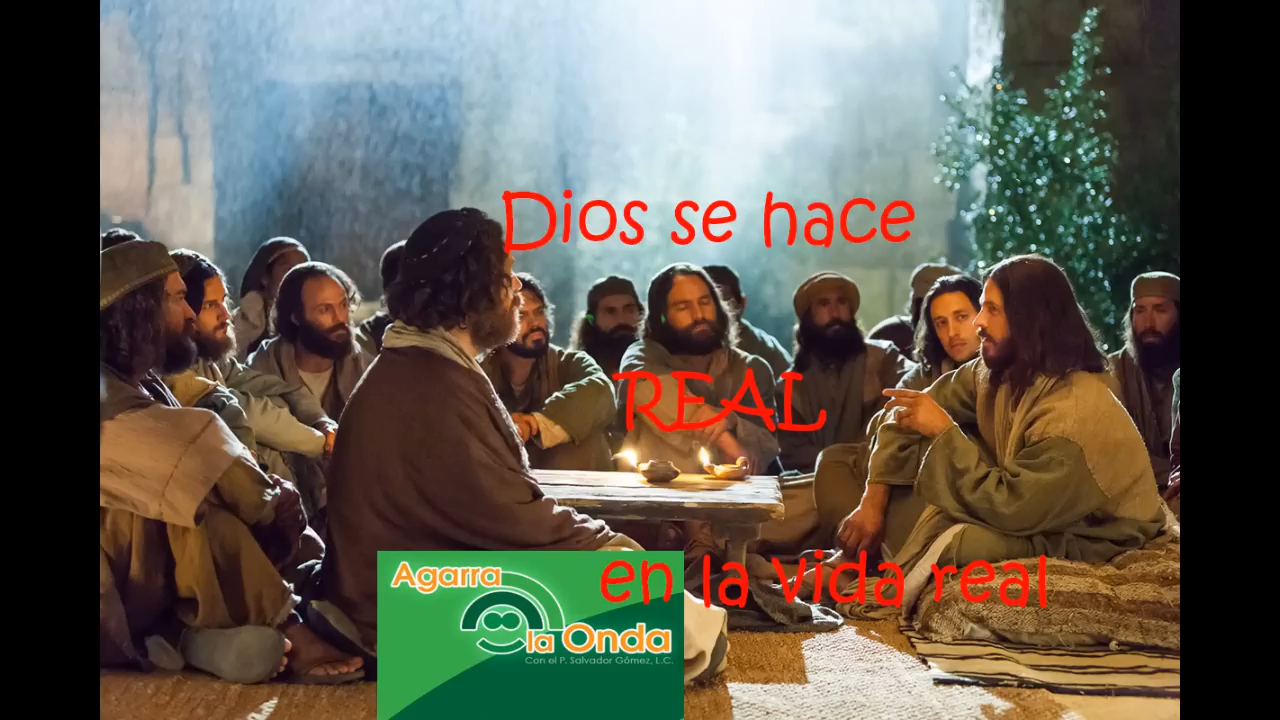 Dios se hace
REAL
en la vida real
Agarra
la Onda
Con el P. Salvador Gómez, L.C.